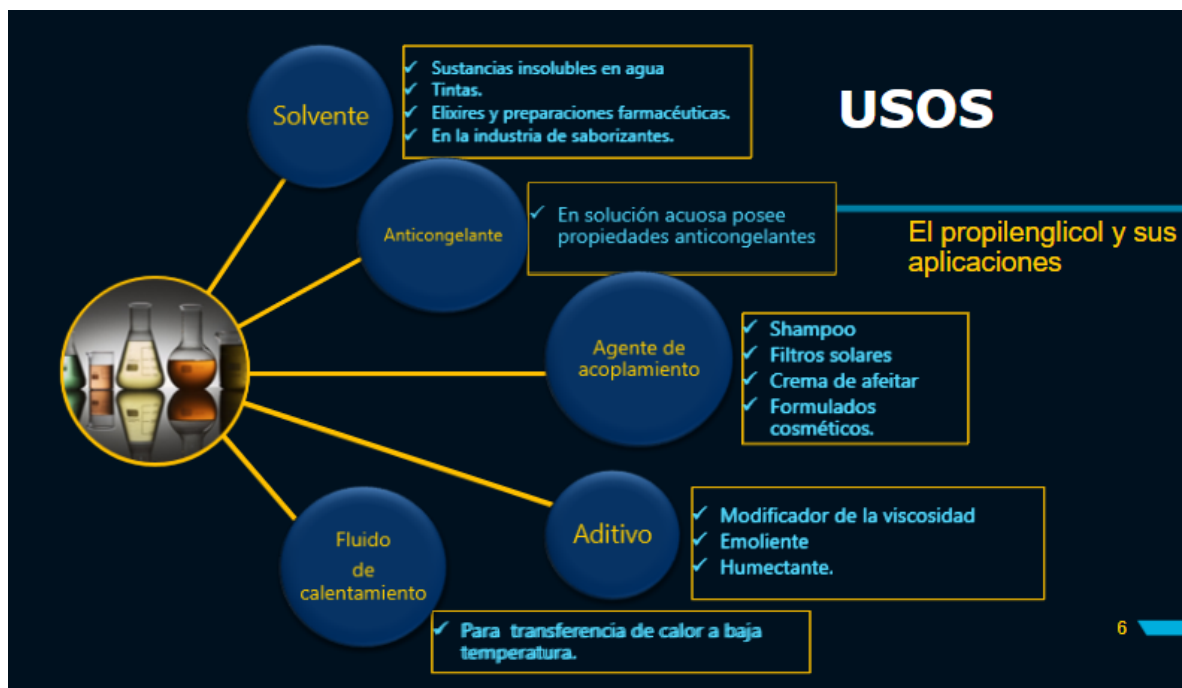 USOS
El propilenglicol y sus
aplicaciones
Solvente
✓ Sustancias insolubles en agua
✓ Tintas.
✓ Elixires y preparaciones farmacéuticas.
✓ En la industria de saborizantes.
Anticongelante
✓ En solución acuosa posee
propiedades anticongelantes
Agente de
acoplamiento
✓ Shampoo
✓ Filtros solares
✓ Crema de afeitar
✓ Formulados
cosméticos.
Aditivo
✓ Modificador de la viscosidad
✓ Emoliente
✓ Humectante.
Fluido
de
calentamiento
✓ Para transferencia de calor a baja
temperatura.
6